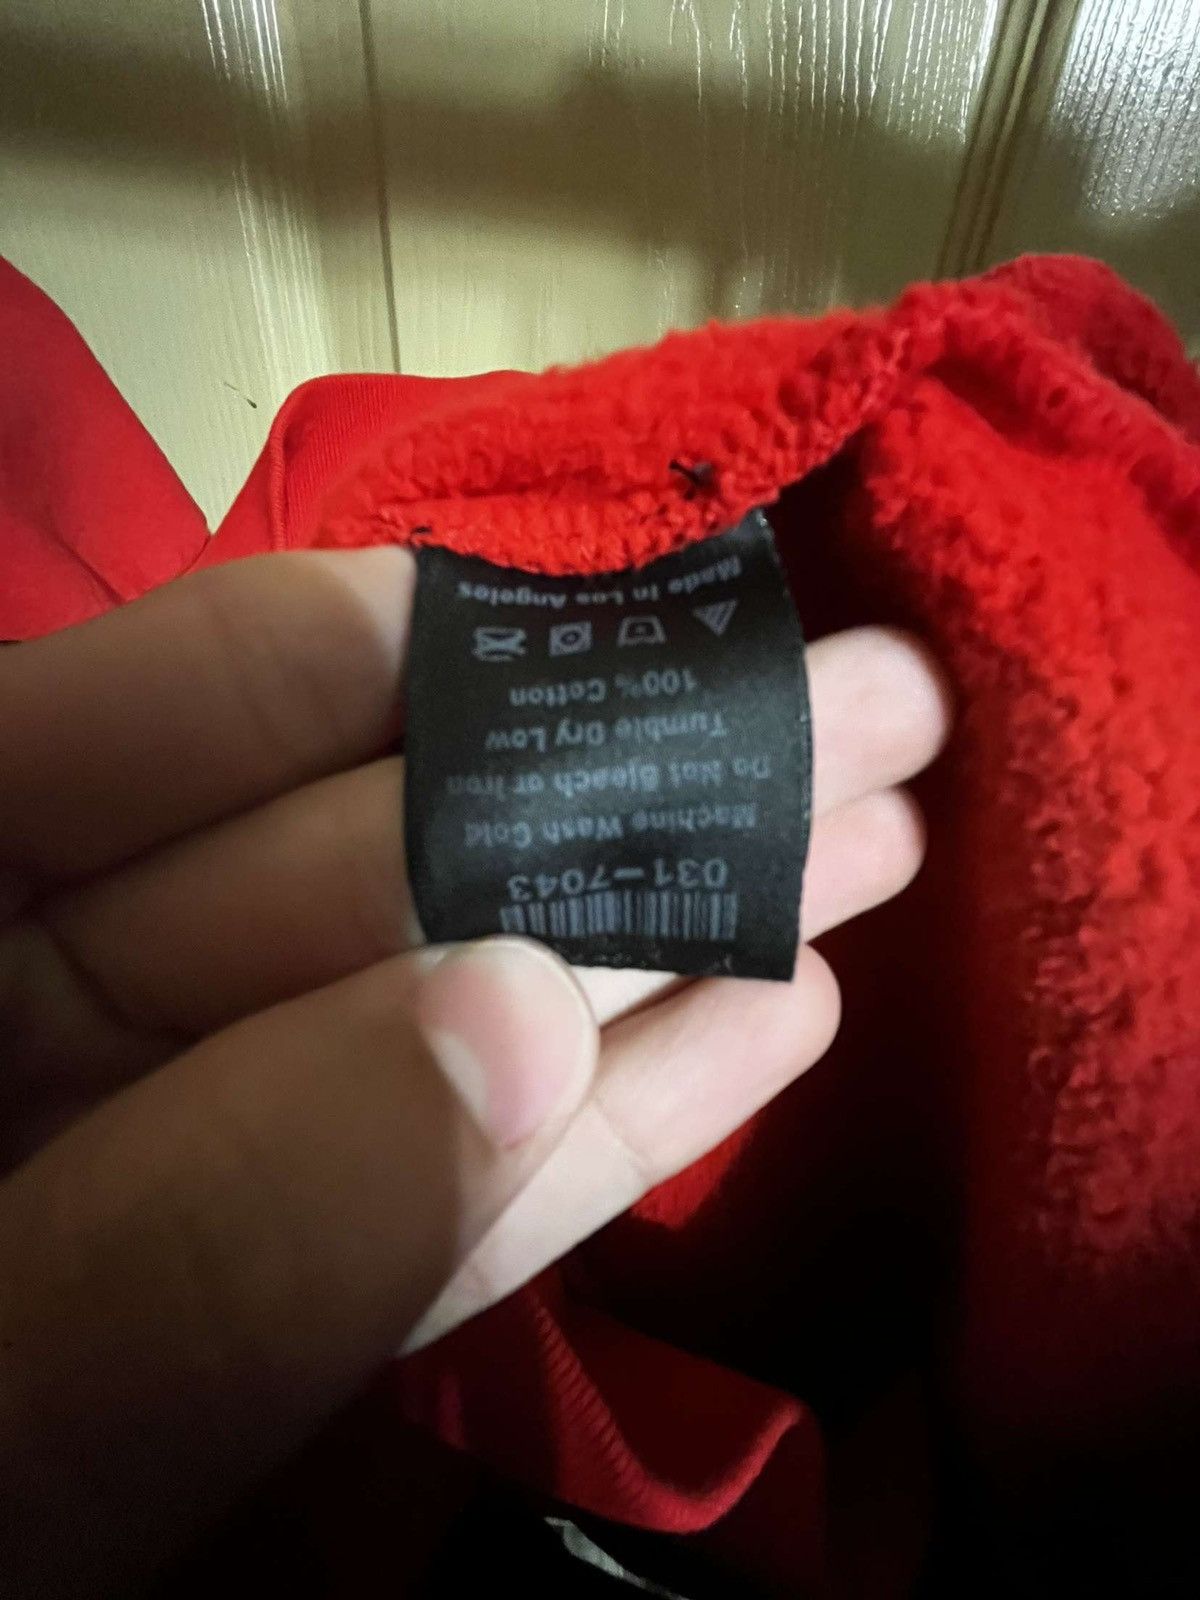 031-7043
Machine Wash Cold
Do Not Bleach or Iron
Tumble Dry Low
100% Cotton
Made In Los Angeles